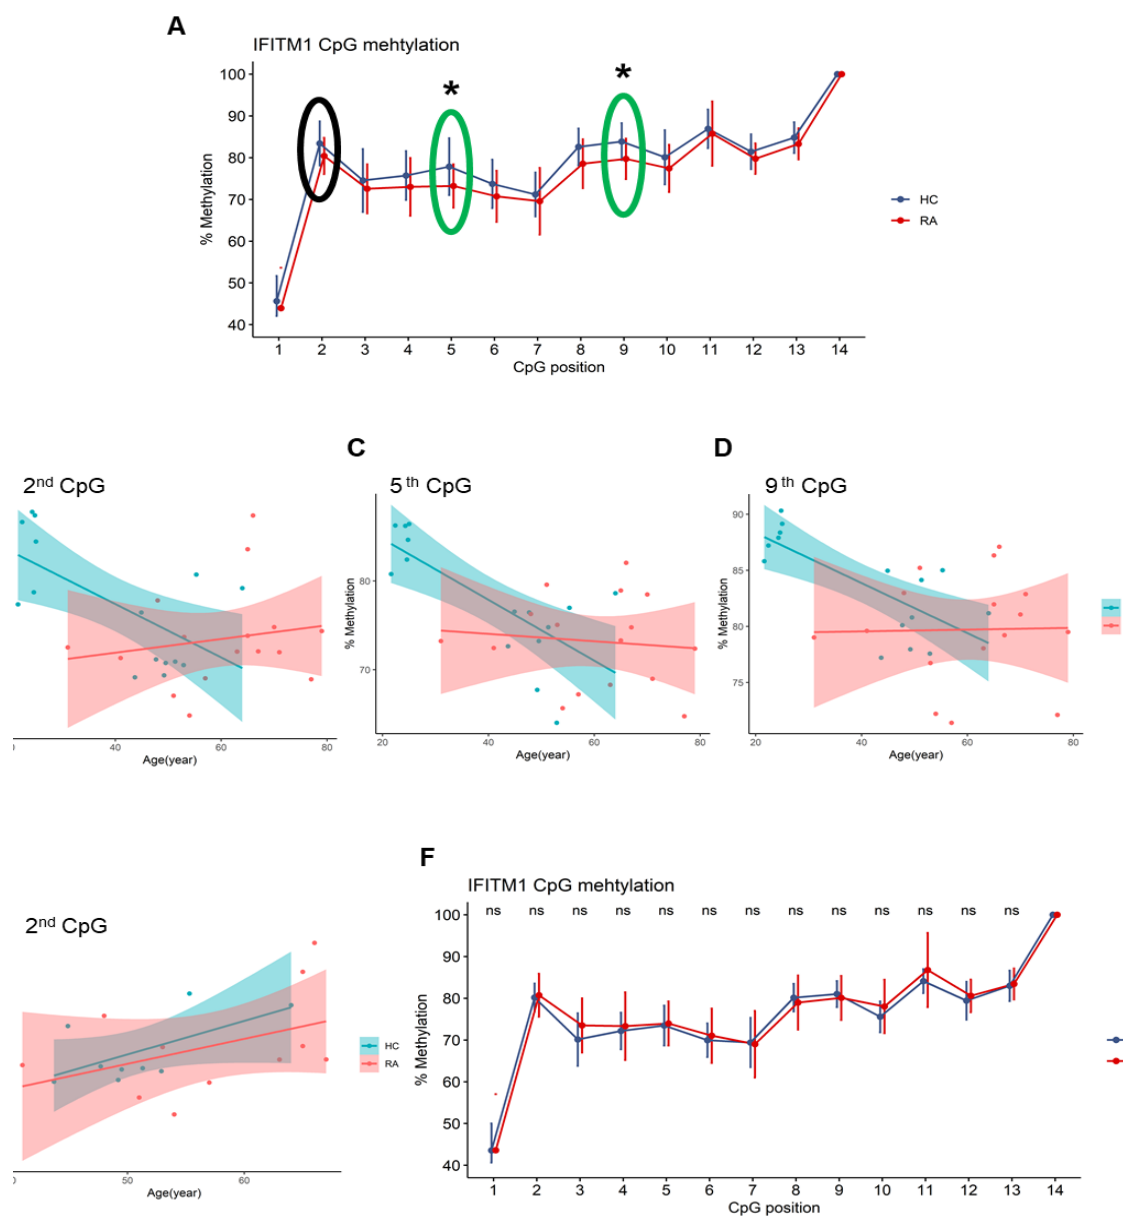 A
IFITM1 CpG mehtylation
* *
100
90
80
70
60
50
40
% Methylation
1 2 3 4 5 6 7 8 9 10 11 12 13 14
CpG position
HC
RA
C
D
2nd CpG
40 60 80
Age(year)
5th CpG
% Methylation
80
70
20 40 60 80
Age(year)
9th CpG
% Methylation
90
85
80
75
20 40 60 80
Age(year)
2nd CpG
50 60
Age(year)
HC
RA
F
IFITM1 CpG mehtylation
ns ns ns ns ns ns ns ns ns ns ns ns ns
100
90
80
70
60
50
40
% Methylation
1 2 3 4 5 6 7 8 9 10 11 12 13 14
CpG position